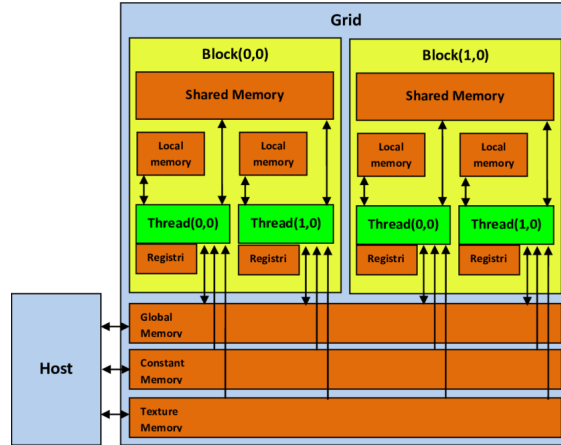 Grid
Block(0,0)
Block(1,0)
Shared Memory
Shared Memory
Local
memory
Local
memory
Local
memory
Local
memory
Thread(0,0)
Thread(1,0)
Thread(0,0)
Thread(1,0)
Registri
Registri
Registri
Registri
Host
Global
Memory
Constant
Memory
Texture
Memory